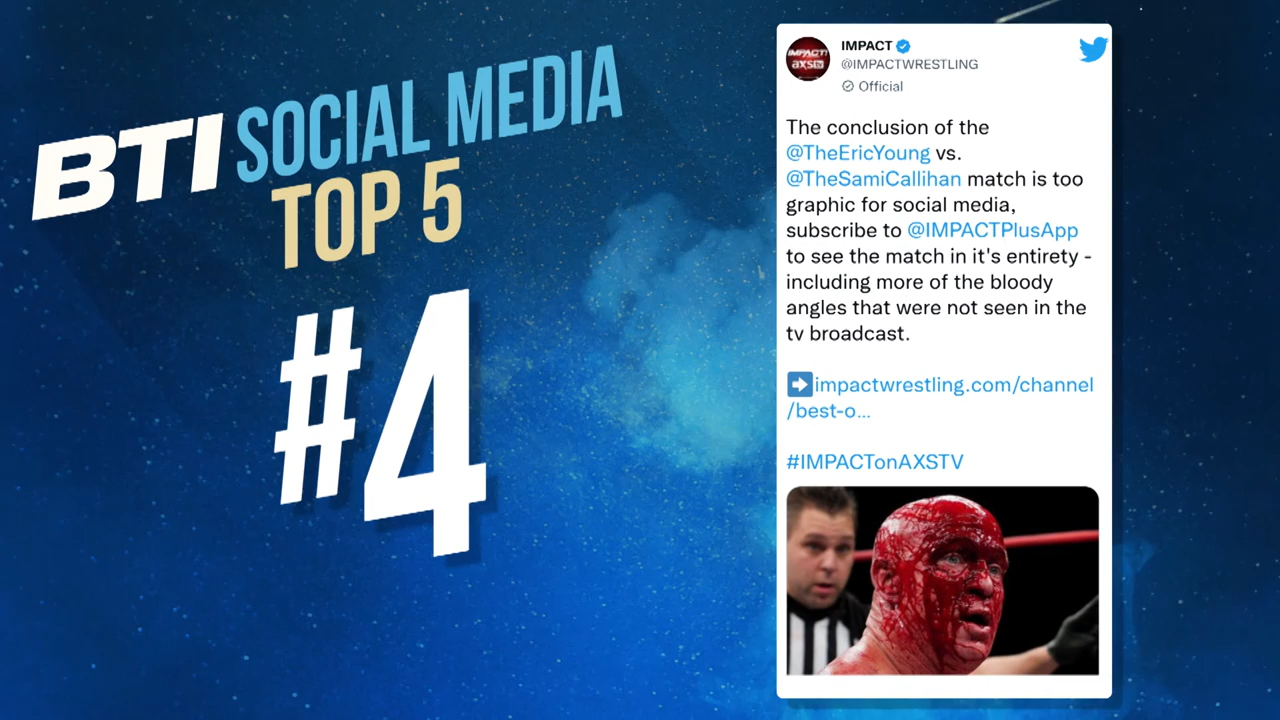 BTI SOCIAL MEDIA
TOP 5
#4
IMPACT
@IMPACTWRESTLING
Official
The conclusion of the
@TheEricYoung vs.
@TheSamiCallihan match is too
graphic for social media,
subscribe to @IMPACTPlusApp
to see the match in it's entirety -
including more of the bloody
angles that were not seen in the
tv broadcast.
➡impactwrestling.com/channel
/best-o...
#IMPACTonAXSTV
IMPACT!
axstv